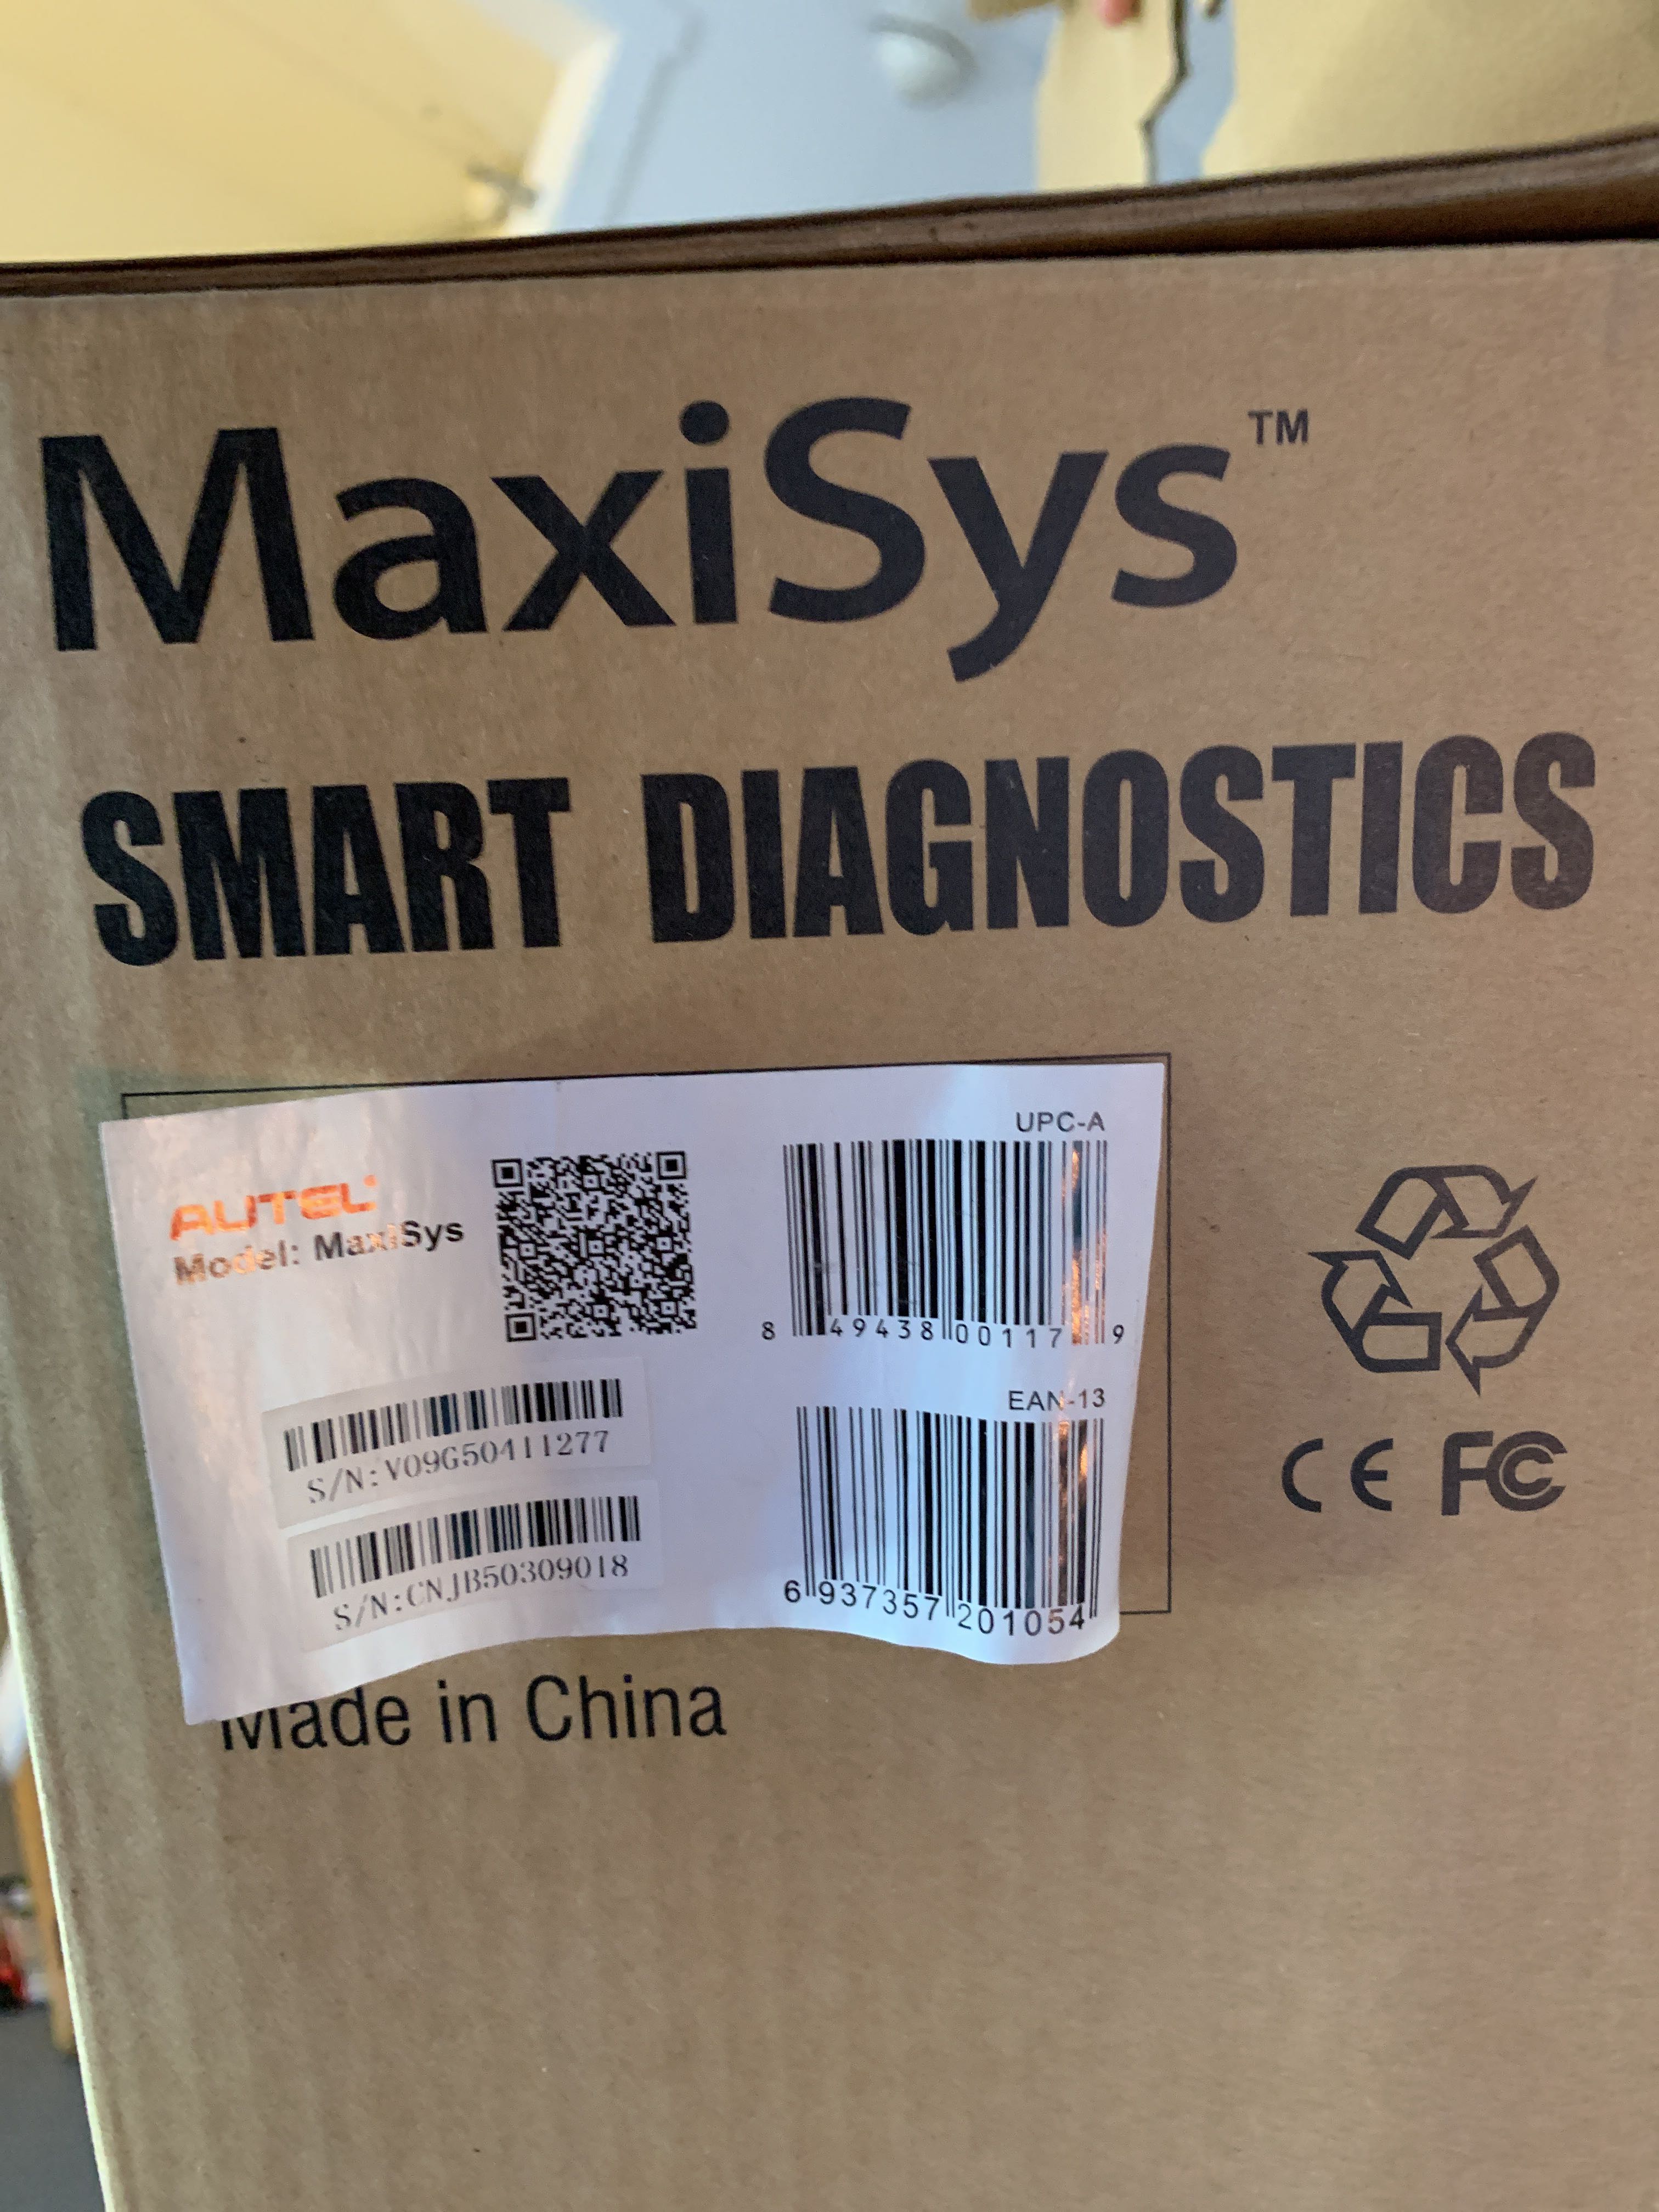 MaxiSys™
SMART DIAGNOSTICS
AUTEL
Model: MaxiSys
UPC-A
8 49438 00117 9
EAN-13
6 937357 201054
S/N:V09G50411277
S/N:CNJB50309018
CE FC
Made in China